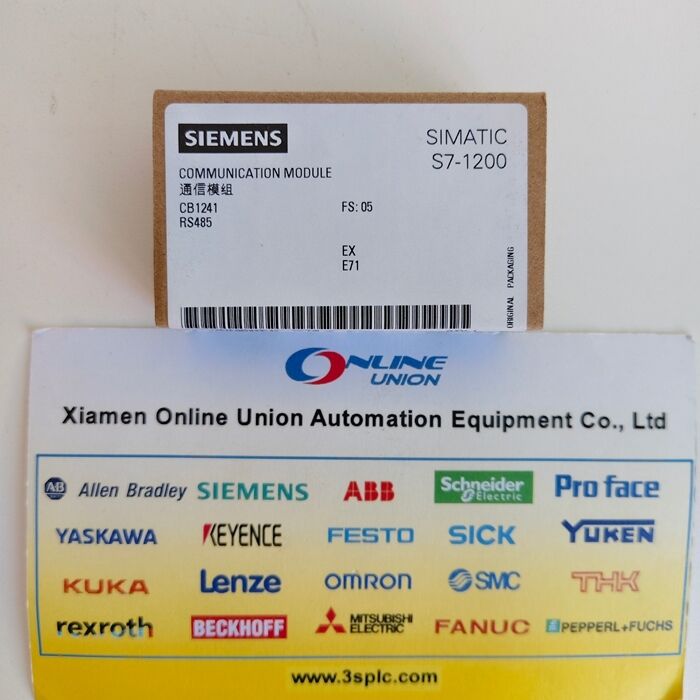 SIEMENS
SIMATIC
S7-1200
COMMUNICATION MODULE
通信模组
CB1241
FS: 05
RS485
EX
E71
ORIGINAL PACKAGING
ONLINE
UNION
Xiamen Online Union Automation Equipment Co., Ltd
AB Allen Bradley SIEMENS ABB Schneider Electric Pro face
YASKAWA KEYENCE FESTO SICK YUKEN
KUKA Lenze OMRON SMC THK
rexroth BECKHOFF MITSUBISHI ELECTRIC FANUC PEPPERL+FUCHS
www.3splc.com